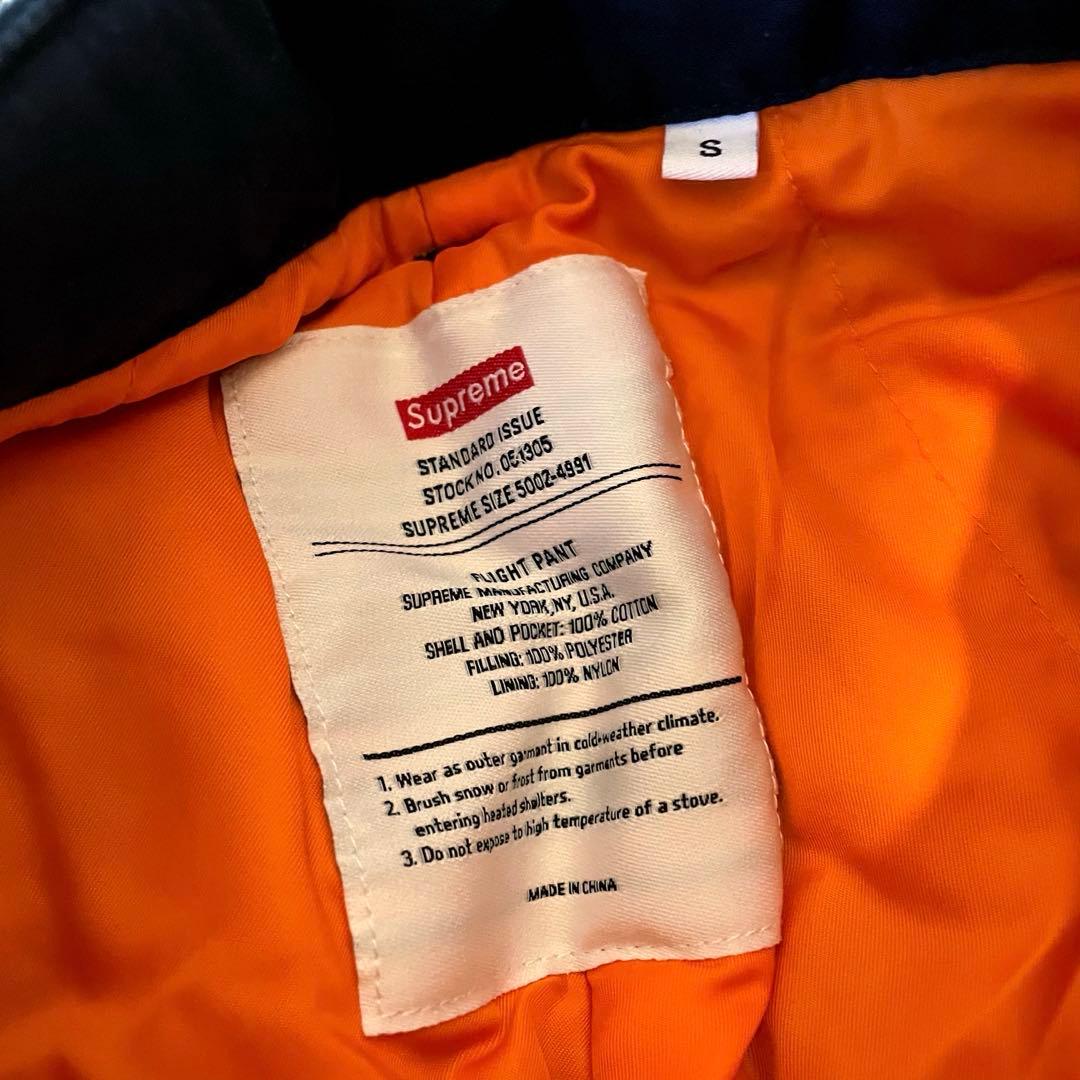 S
Supreme
STANDARD ISSUE
STOCK NO. 05-1305
SUPREME SIZE 5002-4991
FLIGHT PANT
SUPREME MANUFACTURING COMPANY
NEW YORK, NY, U.S.A.
SHELL AND POCKET: 100% COTTON
FILLING: 100% POLYESTER
LINING: 100% NYLON
1. Wear as outer garment in cold-weather climate.
2. Brush snow or frost from garments before
entering heated shelters.
3. Do not expose to high temperature of a stove.
MADE IN CHINA